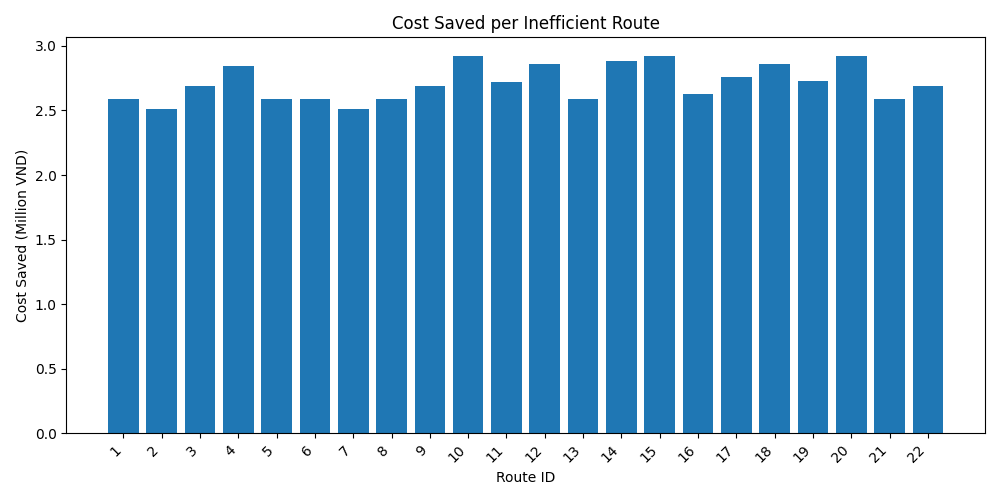 Cost Saved per Inefficient Route
Cost Saved (Million VND)
3.0
2.5
2.0
1.5
1.0
0.5
0.0
1 2 3 4 5 6 7 8 9 10 11 12 13 14 15 16 17 18 19 20 21 22
Route ID